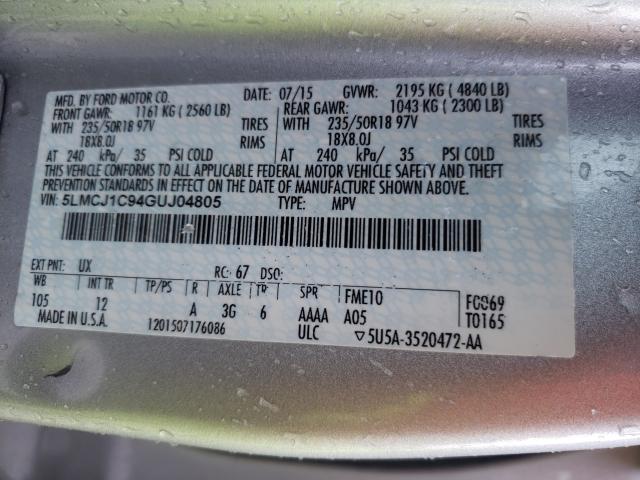 MFD. BY FORD MOTOR CO. DATE: 07/15 GVWR: 2195 KG ( 4840 LB)
FRONT GAWR: 1161 KG ( 2560 LB) REAR GAWR: 1043 KG ( 2300 LB)
WITH 235/50R18 97V TIRES WITH 235/50R18 97V TIRES
18X8.0J RIMS 18X8.0J RIMS
AT 240 kPa/ 35 PSI COLD AT 240 kPa/ 35 PSI COLD
THIS VEHICLE CONFORMS TO ALL APPLICABLE FEDERAL MOTOR VEHICLE SAFETY AND BUMPER
AND THEFT PREVENTION STANDARDS IN EFFECT ON THE DATE OF MANUFACTURE SHOWN ABOVE.
VIN: 5LMCJ1C94GUJ04805 TYPE: MPV
EXT PNT: UX RC: 67 DSO:
WB INT TR TP/PS R AXLE TR SPR FME10
105 12 A 3G 6 AAAA A05 T0165
MADE IN U.S.A. 1201507176086 ULC ▽5U5A-3520472-AA